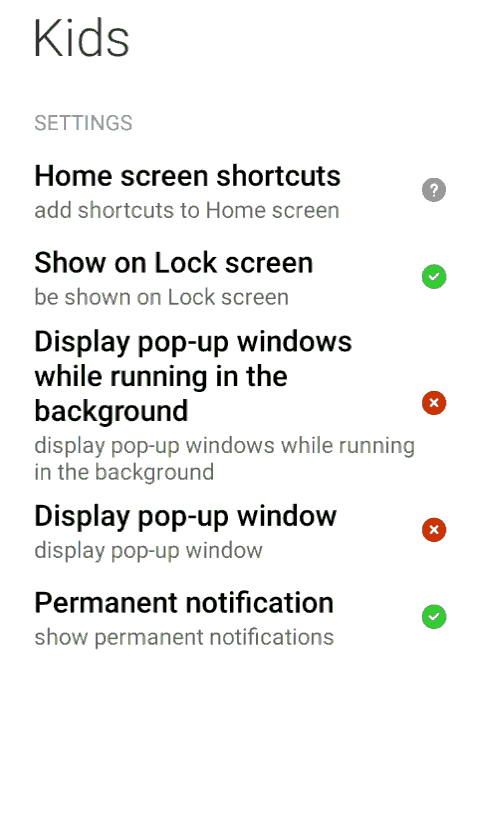 Kids
SETTINGS
Home screen shortcuts
add shortcuts to Home screen
Show on Lock screen
be shown on Lock screen
Display pop-up windows
while running in the
background
display pop-up windows while running
in the background
Display pop-up window
display pop-up window
Permanent notification
show permanent notifications